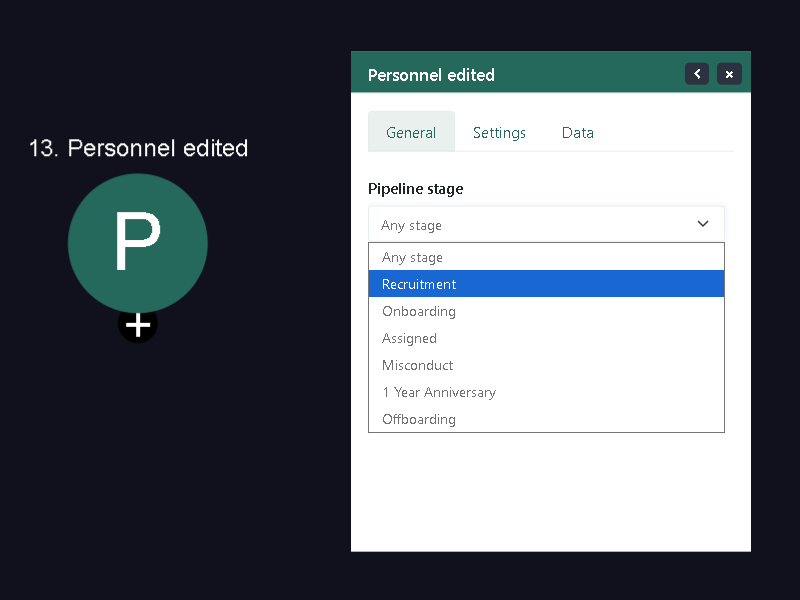 13. Personnel edited
P
Personnel edited
General Settings Data
Pipeline stage
Any stage
Any stage
Recruitment
Onboarding
Assigned
Misconduct
1 Year Anniversary
Offboarding